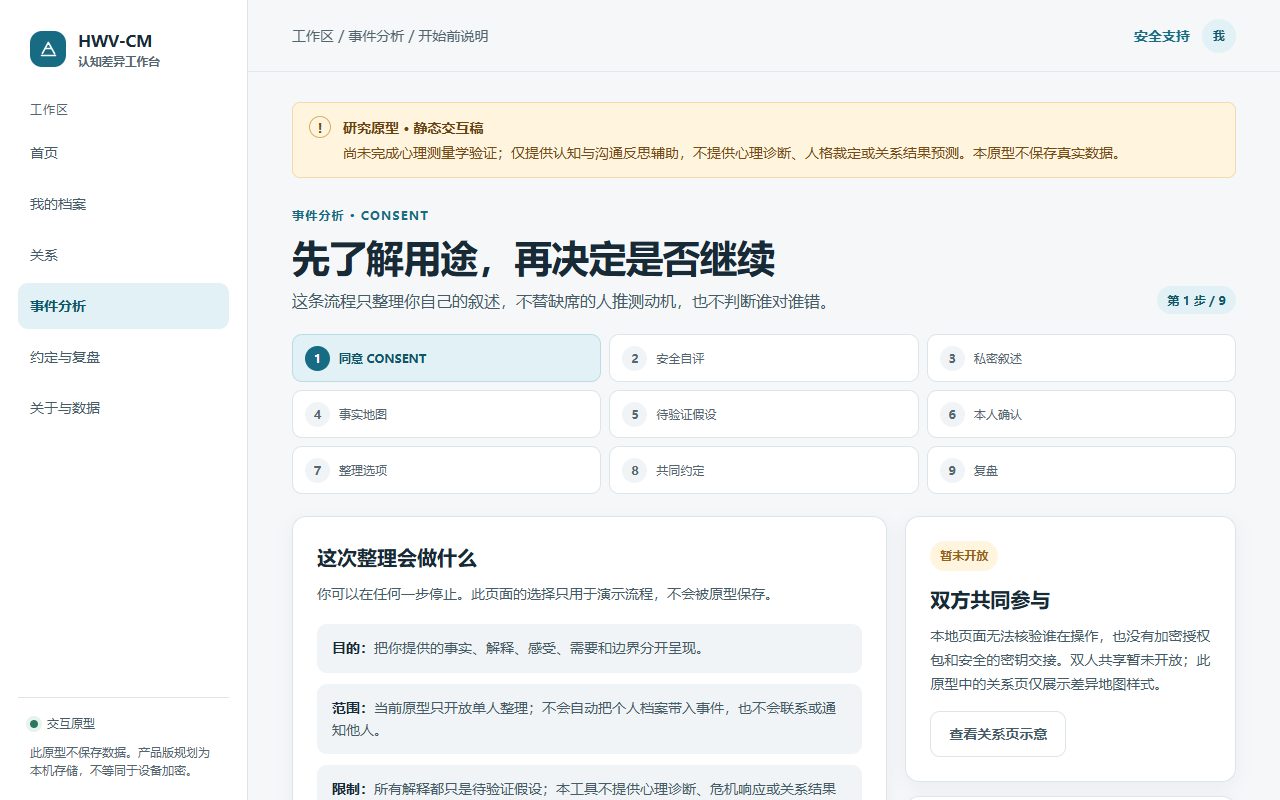 HWV-CM
认知差异工作台
工作区
首页
我的档案
关系
事件分析
约定与复盘
关于与数据
交互原型
此原型不保存数据。产品版规划为
本机存储，不等同于设备加密。
工作区 / 事件分析 / 开始前说明
安全支持
我
!
研究原型 • 静态交互稿
尚未完成心理测量学验证；仅提供认知与沟通反思辅助，不提供心理诊断、人格裁定或关系结果预测。本原型不保存真实数据。
事件分析 • CONSENT
先了解用途，再决定是否继续
这条流程只整理你自己的叙述，不替缺席的人推测动机，也不判断谁对谁错。
第 1 步 / 9
1 同意 CONSENT
2 安全自评
3 私密叙述
4 事实地图
5 待验证假设
6 本人确认
7 整理选项
8 共同约定
9 复盘
这次整理会做什么
你可以在任何一步停止。此页面的选择只用于演示流程，不会被原型保存。
目的：把你提供的事实、解释、感受、需要和边界分开呈现。
范围：当前原型只开放单人整理；不会自动把个人档案带入事件，也不会联系或通
知他人。
限制：所有解释都只是待验证假设；本工具不提供心理诊断、危机响应或关系结果
暂未开放
双方共同参与
本地页面无法核验谁在操作，也没有加密授权
包和安全的密钥交接。双人共享暂未开放；此
原型中的关系页仅展示差异地图样式。
查看关系页示意